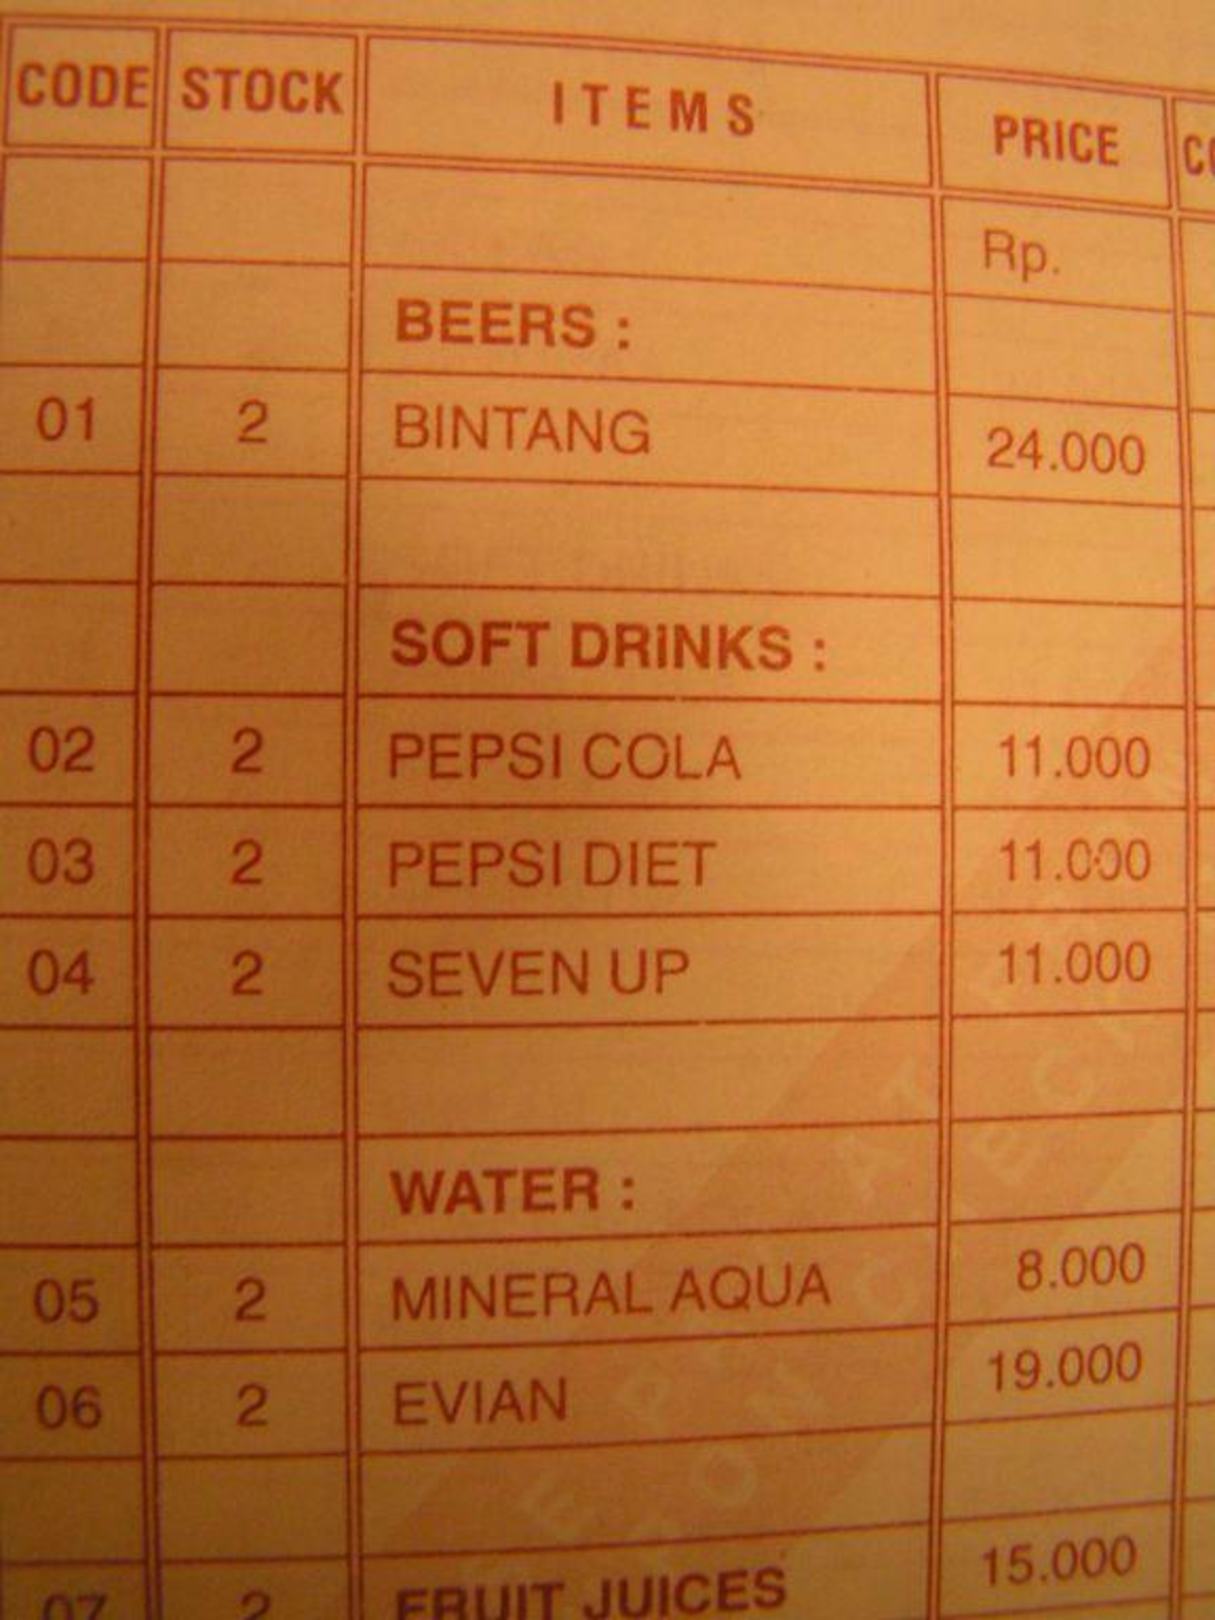 CODE STOCK ITEMS PRICE
Rp.
BEERS :
01 2 BINTANG 24.000
SOFT DRINKS :
02 2 PEPSI COLA 11.000
03 2 PEPSI DIET 11.000
04 2 SEVEN UP 11.000
WATER :
05 2 MINERAL AQUA 8.000
06 2 EVIAN 19.000
07 2 FRUIT JUICES 15.000